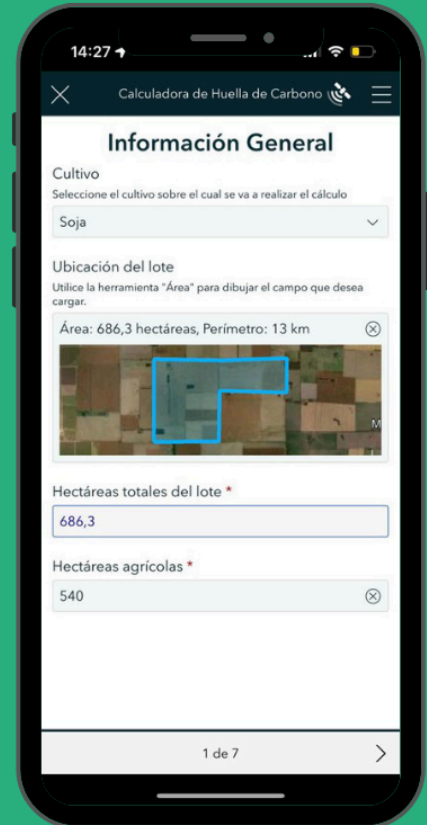 14:27
Calculadora de Huella de Carbono
Información General
Cultivo
Seleccione el cultivo sobre el cual se va a realizar el cálculo
Soja
Ubicación del lote
Utilice la herramienta "Área" para dibujar el campo que desea
cargar.
Área: 686,3 hectáreas, Perímetro: 13 km
M
Hectáreas totales del lote *
686,3
Hectáreas agrícolas *
540
1 de 7